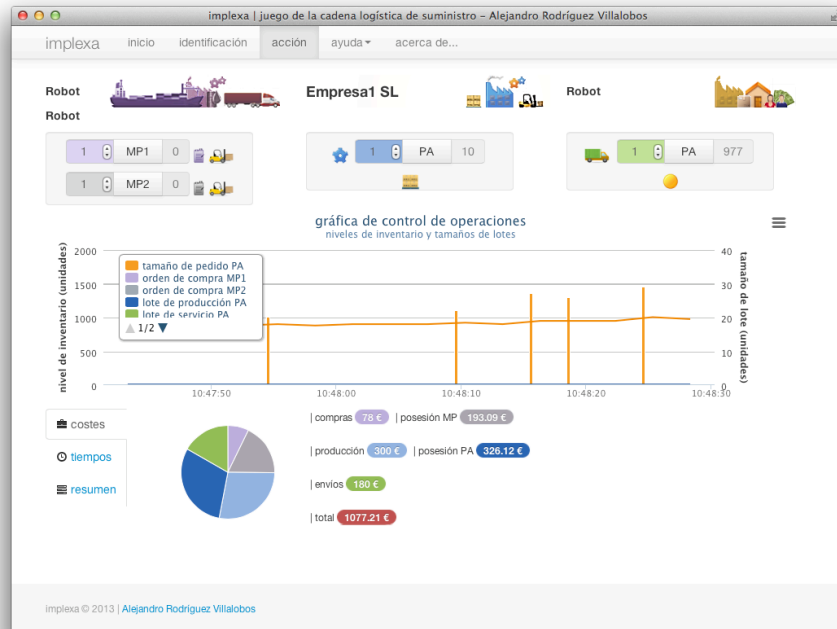 implexa | juego de la cadena logística de suministro – Alejandro Rodríguez Villalobos
implexa inicio identificación acción ayuda acerca de...
Robot
Robot
Empresa1 SL
Robot
1 MP1 0
1 MP2 0
1 PA 10
1 PA 977
gráfica de control de operaciones
niveles de inventario y tamaños de lotes
nivel de inventario (unidades)
2000
1500
1000
500
0
tamaño de pedido PA
orden de compra MP1
orden de compra MP2
lote de producción PA
lote de servicio PA
1/2
40
30
20
10
0
tamaño de lote (unidades)
10:47:50 10:48:00 10:48:10 10:48:20 10:48:30
costes
tiempos
resumen
| compras 78 € | posesión MP 193.09 €
| producción 300 € | posesión PA 326.12 €
| envios 180 €
| total 1077.21 €
implexa © 2013 | Alejandro Rodriguez Villalobos